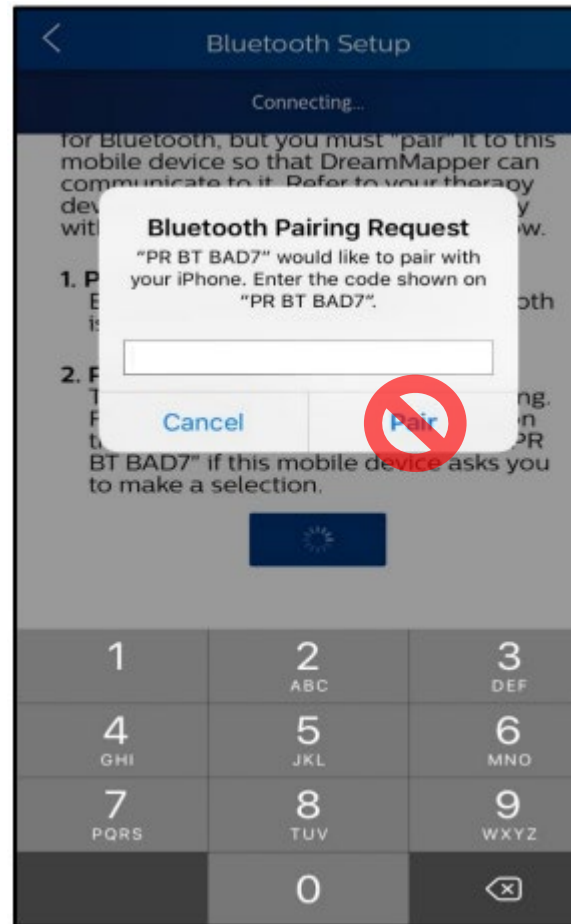 Bluetooth Setup
Connecting...
for Bluetooth, but you must "pair" it to this
mobile device so that DreamMapper can
communicate to it. Refer to your therapy
Bluetooth Pairing Request
"PR BT BAD7" would like to pair with
your iPhone. Enter the code shown on
"PR BT BAD7".
1.
2.
Cancel
Pair
BT BAD7" if this mobile device asks you
to make a selection.
1
2
ABC
3
DEF
4
GHI
5
JKL
6
MNO
7
PQRS
8
TUV
9
WXYZ
0